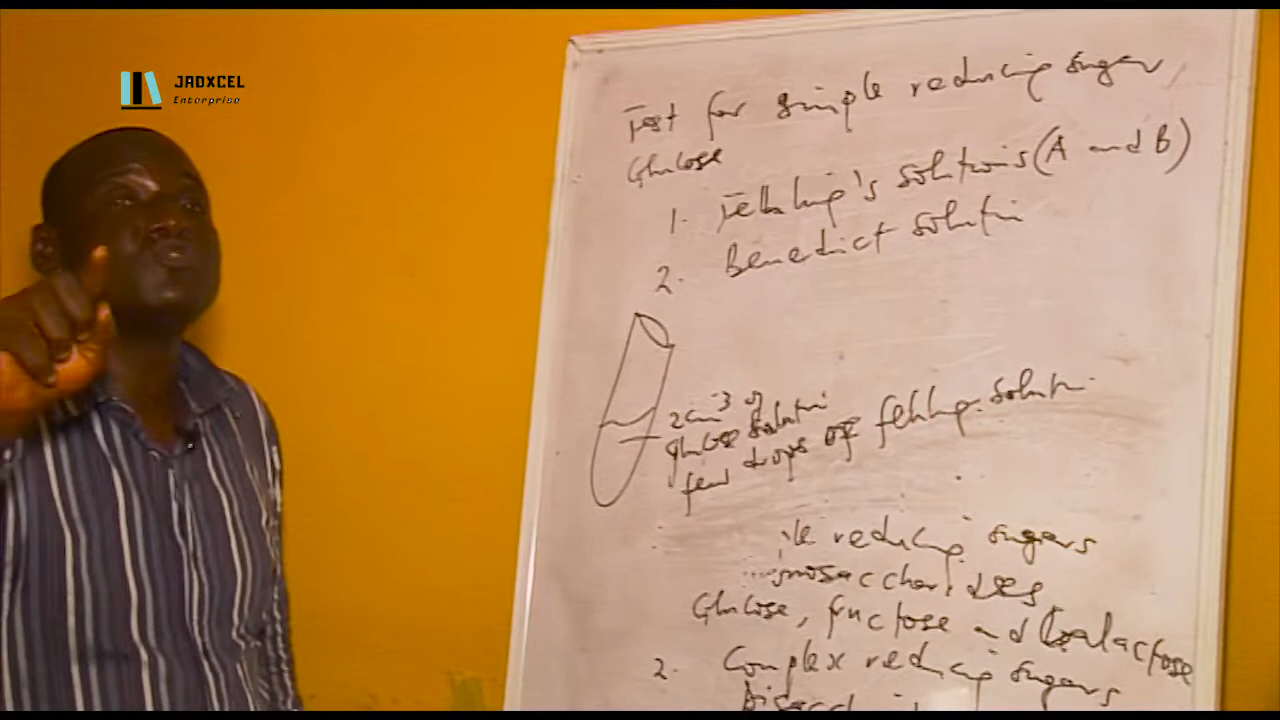 JADXCEL
Enterprise
Test for simple reducing sugar
Glucose
1. Fehling's solutions (A and B)
2. Benedict solution
2cm³ of
glucose solution
few drops of fehling solution
reducing sugars
Glucose, fructose and Galactose
2. Complex reducing sugars